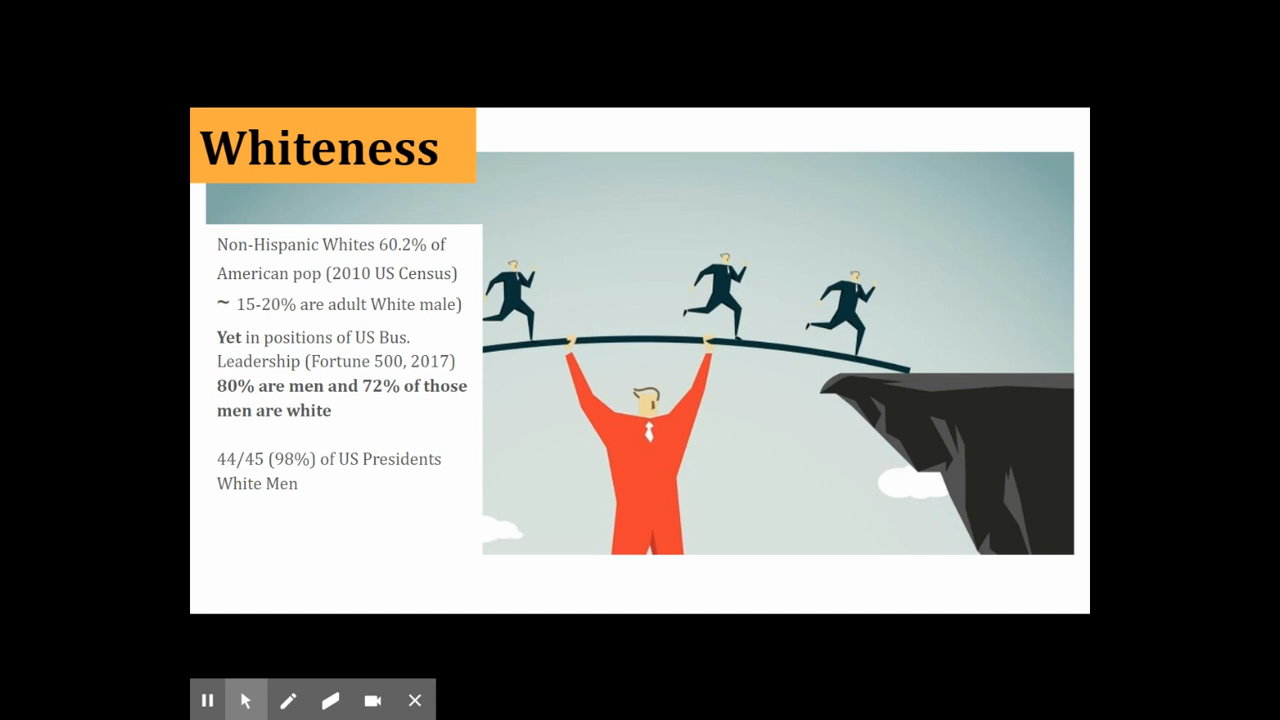 Whiteness
Non-Hispanic Whites 60.2% of
American pop (2010 US Census)
~ 15-20% are adult White male)
Yet in positions of US Bus.
Leadership (Fortune 500, 2017)
80% are men and 72% of those
men are white
44/45 (98%) of US Presidents
White Men